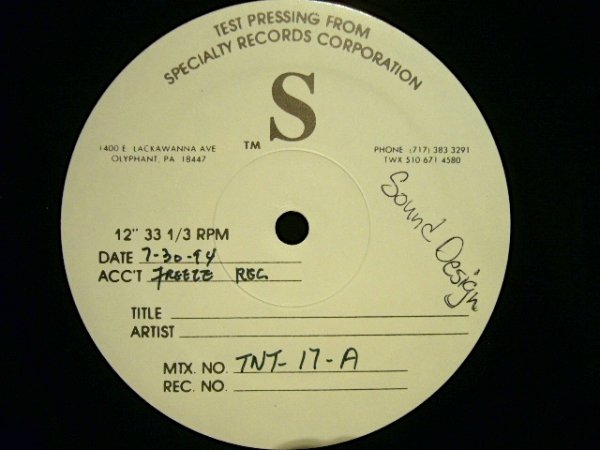 TEST PRESSING FROM
SPECIALTY RECORDS CORPORATION
S
TM
1400 E. LACKAWANNA AVE
OLYPHANT, PA 18447
PHONE (717) 383 3291
TWX 510 671 4580
Sound Design
12" 33 1/3 RPM
DATE 7-30-94
ACC'T FREEZE REC
TITLE
ARTIST
MTX. NO. TNT-17-A
REC. NO.